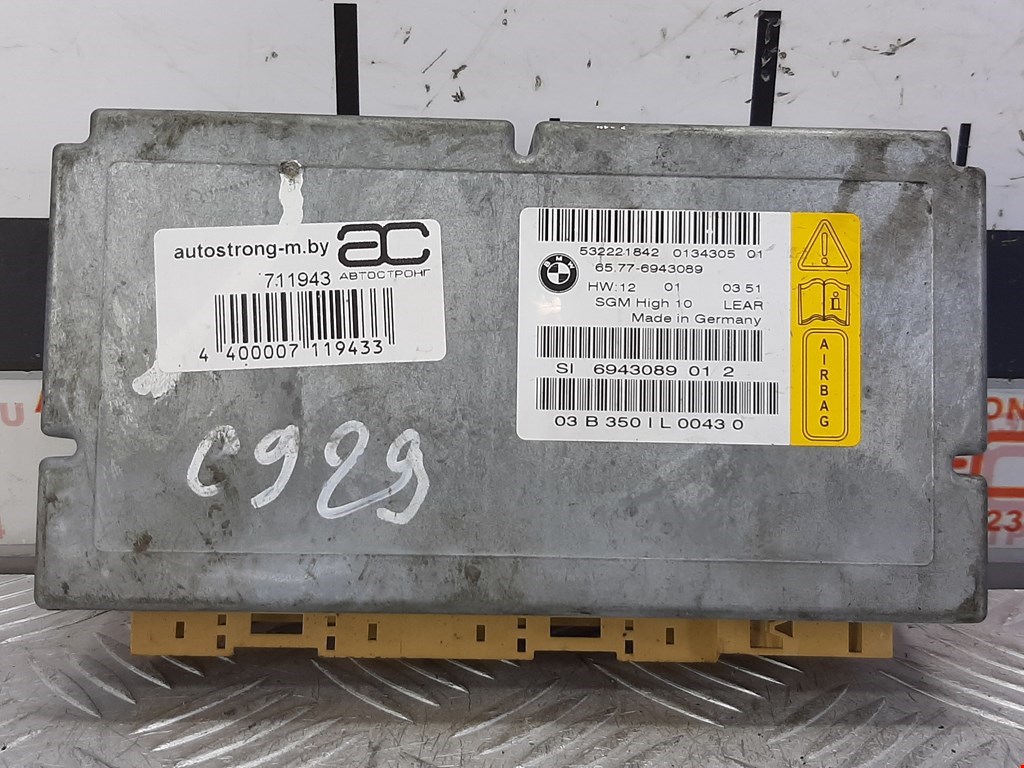 autostrong-m.by
ac
АВТОСТРОНГ
711943
4 400007 119433
532221842 0134305 01
BMW
65.77-6943089
HW:12 01 03 51
SGM High 10 LEAR
Made in Germany
SI 6943089 01 2
03 B 350 I L 0043 0
AIRBAG
C929